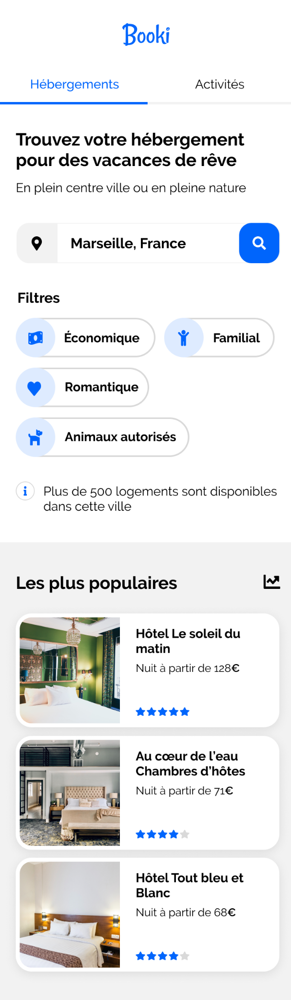 Booki
Hébergements
Activités
Trouvez votre hébergement
pour des vacances de rêve
En plein centre ville ou en pleine nature
Marseille, France
Filtres
Économique
Familial
Romantique
Animaux autorisés
Plus de 500 logements sont disponibles
dans cette ville
Les plus populaires
Hôtel Le soleil du
matin
Nuit à partir de 128€
Au cœur de l’eau
Chambres d’hôtes
Nuit à partir de 71€
Hôtel Tout bleu et
Blanc
Nuit à partir de 68€